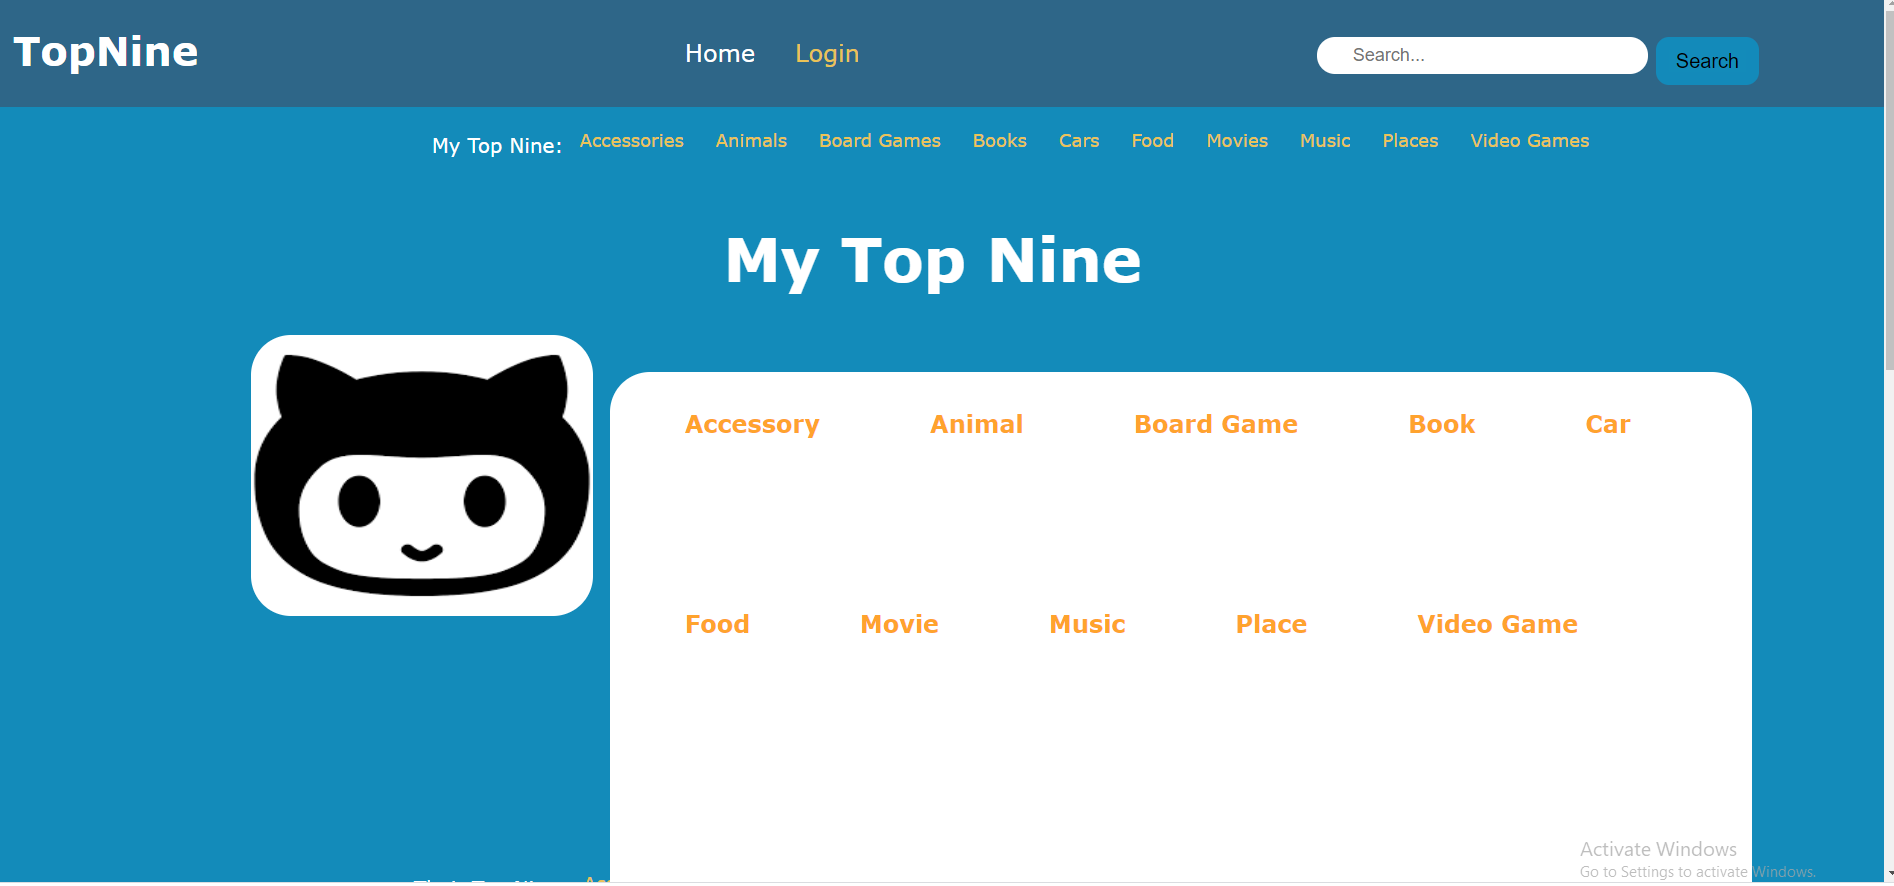 TopNine
Home Login
Search...
Search
My Top Nine: Accessories Animals Board Games Books Cars Food Movies Music Places Video Games
My Top Nine
Accessory Animal Board Game Book Car
Food Movie Music Place Video Game
Activate Windows
Go to Settings to activate Windows.